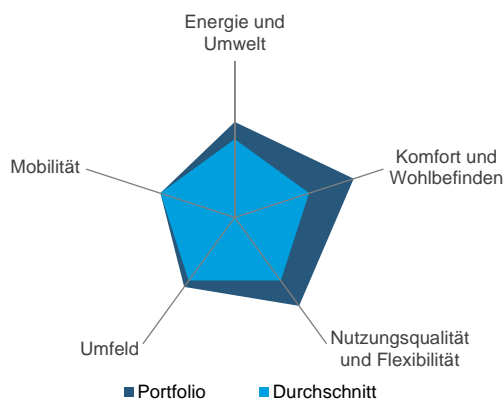 Energie und
Umwelt
Mobilität
Komfort und
Wohlbefinden
Umfeld
Nutzungsqualität
und Flexibilität
Portfolio
Durchschnitt